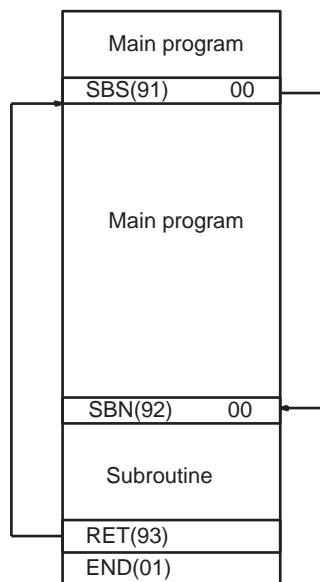 Main program
SBS(91) 00
Main program
SBN(92) 00
Subroutine
RET(93)
END(01)